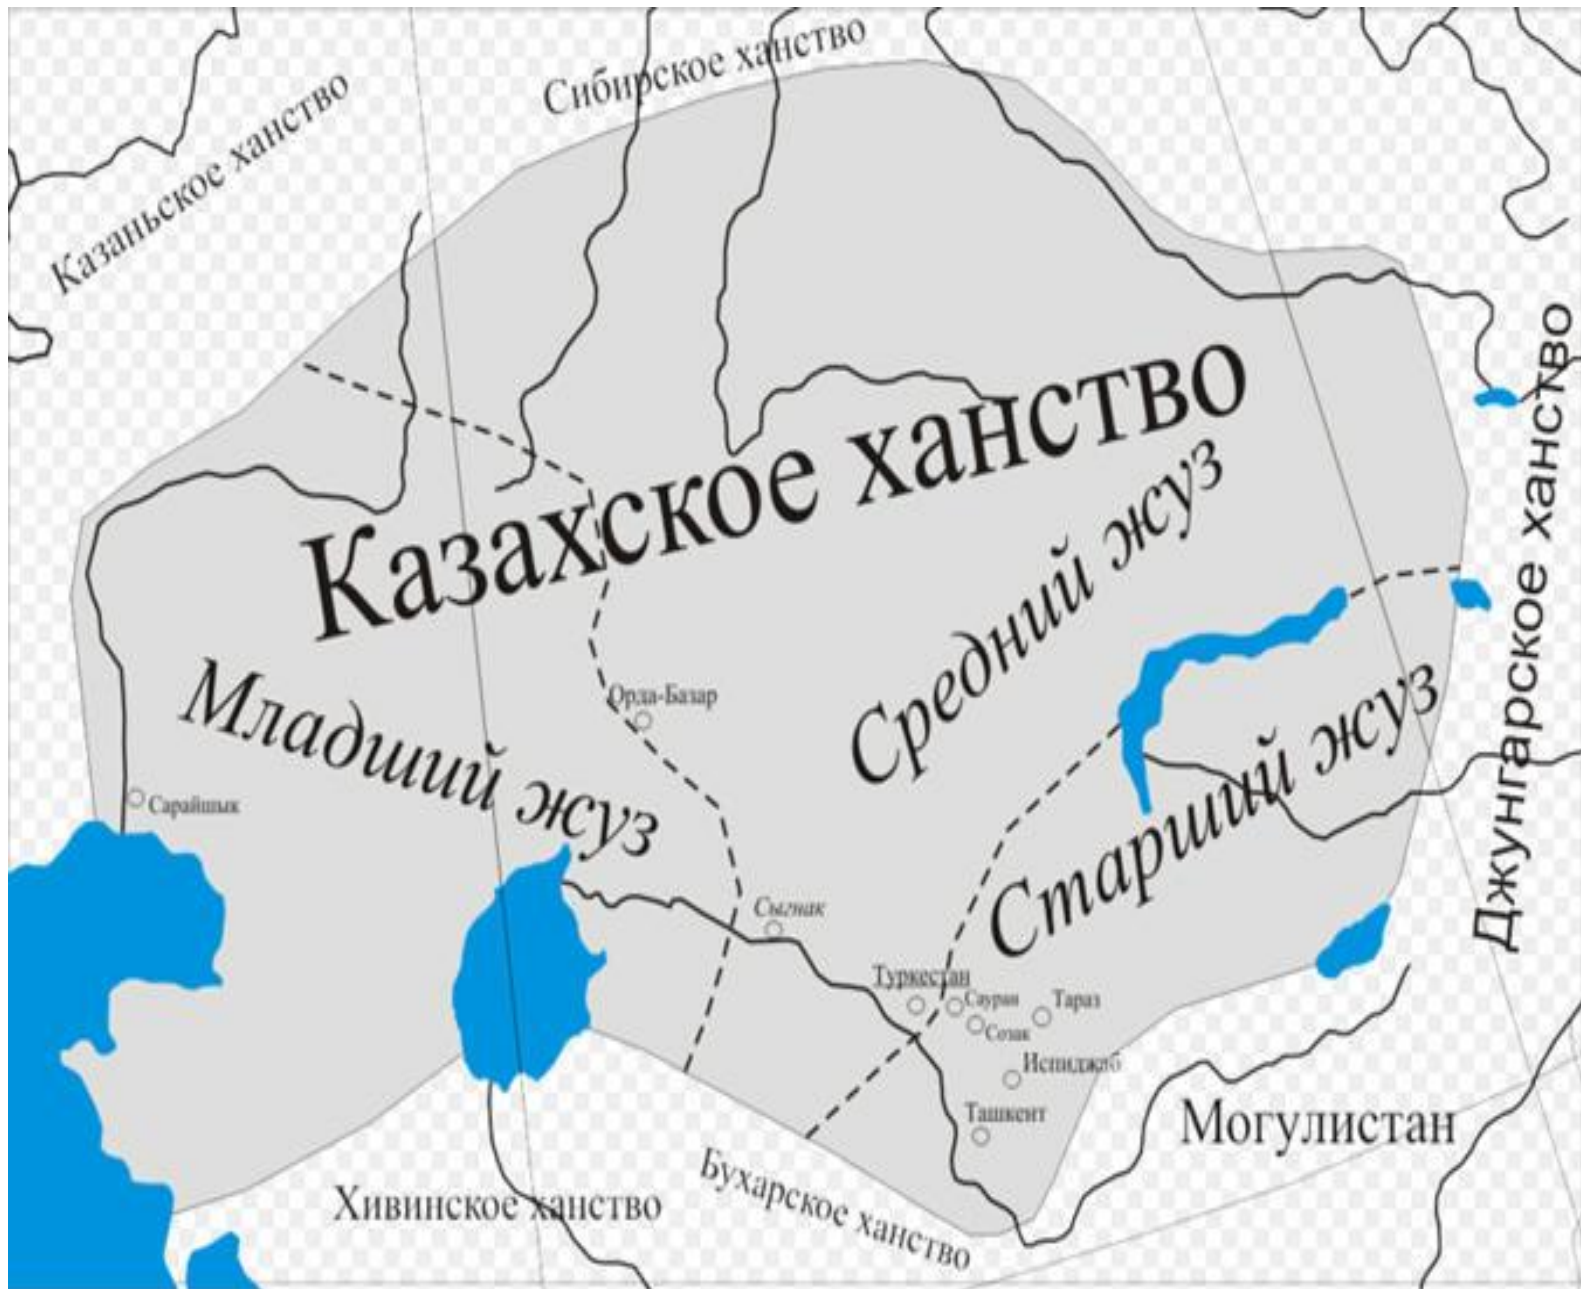 Сибирское ханство
Казаньское ханство
Казахское ханство
Джунгарское ханство
Средний жуз
Младший жуз
Старший жуз
Орда-Базар
Сарайшык
Сыгнак
Туркестан
Сауран
Тараз
Созак
Испиджаб
Ташкент
Могулистан
Бухарское ханство
Хивинское ханство